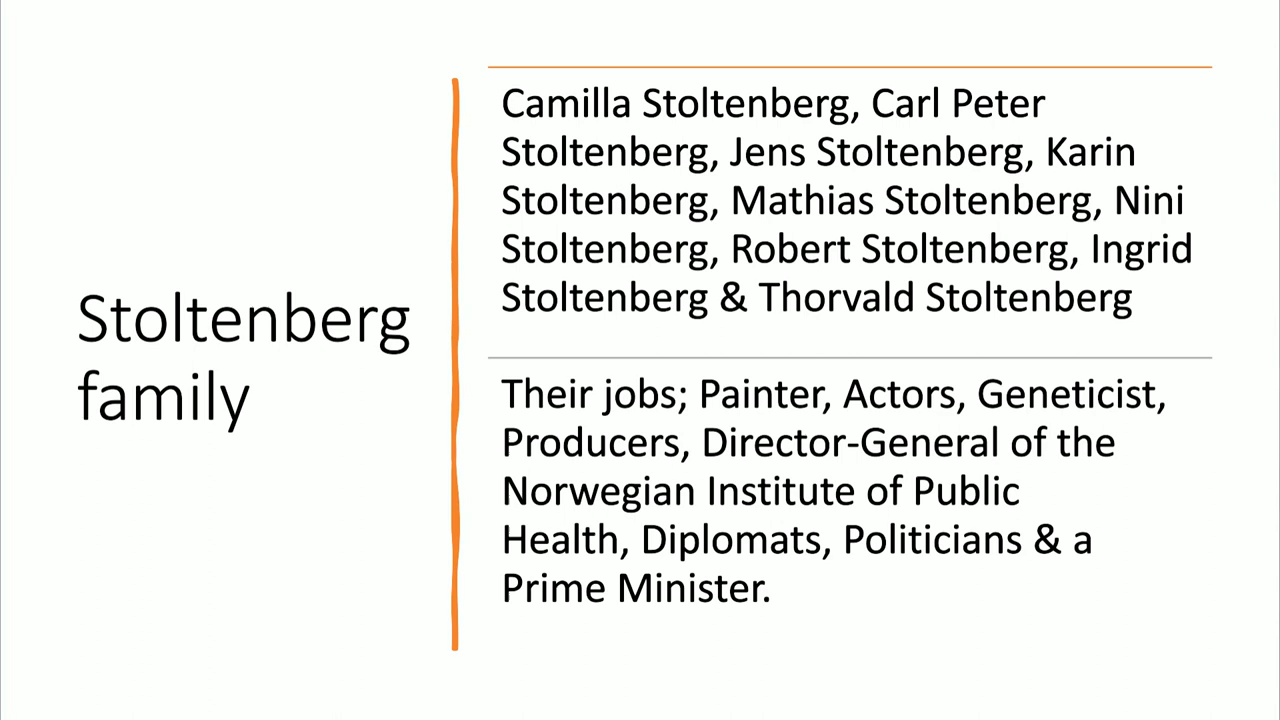 Stoltenberg
family
Camilla Stoltenberg, Carl Peter
Stoltenberg, Jens Stoltenberg, Karin
Stoltenberg, Mathias Stoltenberg, Nini
Stoltenberg, Robert Stoltenberg, Ingrid
Stoltenberg & Thorvald Stoltenberg
Their jobs; Painter, Actors, Geneticist,
Producers, Director-General of the
Norwegian Institute of Public
Health, Diplomats, Politicians & a
Prime Minister.